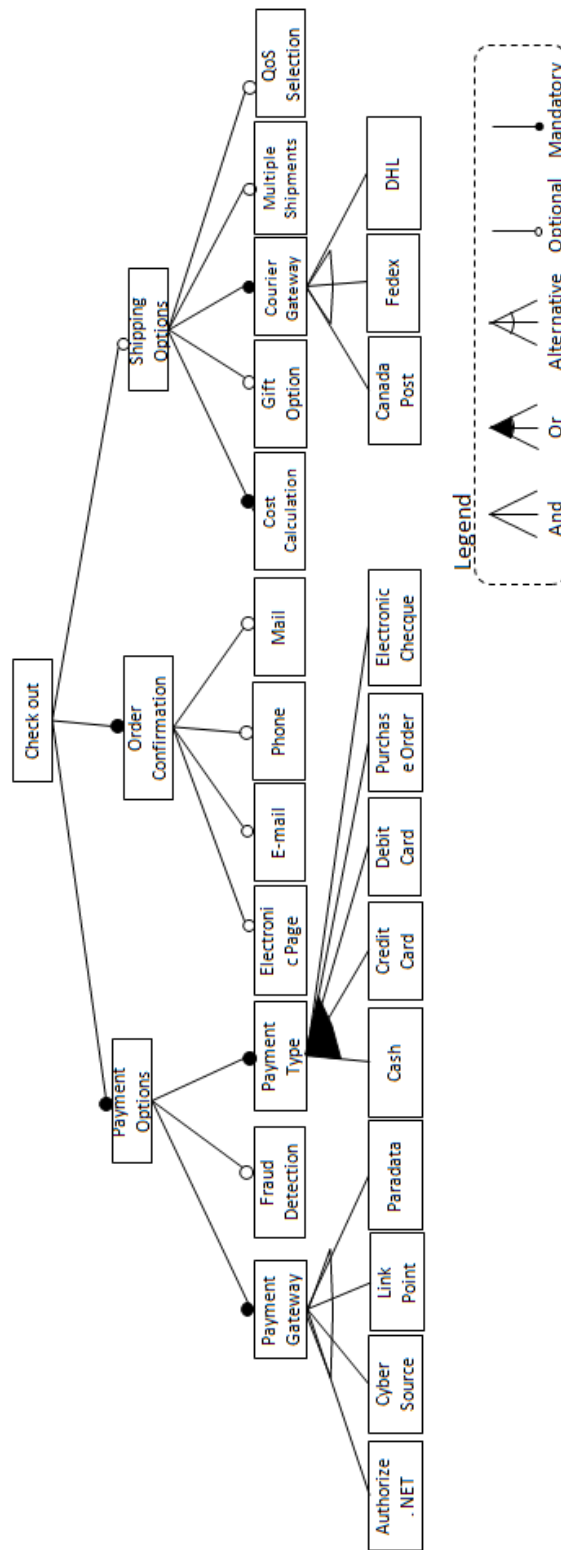 Check out
Payment
Options
Order
Confirmation
Shipping
Options
Payment
Gateway
Fraud
Detection
Payment
Type
Electroni
c Page
E-mail
Phone
Mail
Cost
Calculation
Gift
Option
Courier
Gateway
Multiple
Shipments
QoS
Selection
Authorize
.NET
Cyber
Source
Link
Point
Paradata
Cash
Credit
Card
Debit
Card
Purchas
e Order
Electronic
Checque
Canada
Post
Fedex
DHL
Legend
And
Or
Alternative
Optional
Mandatory